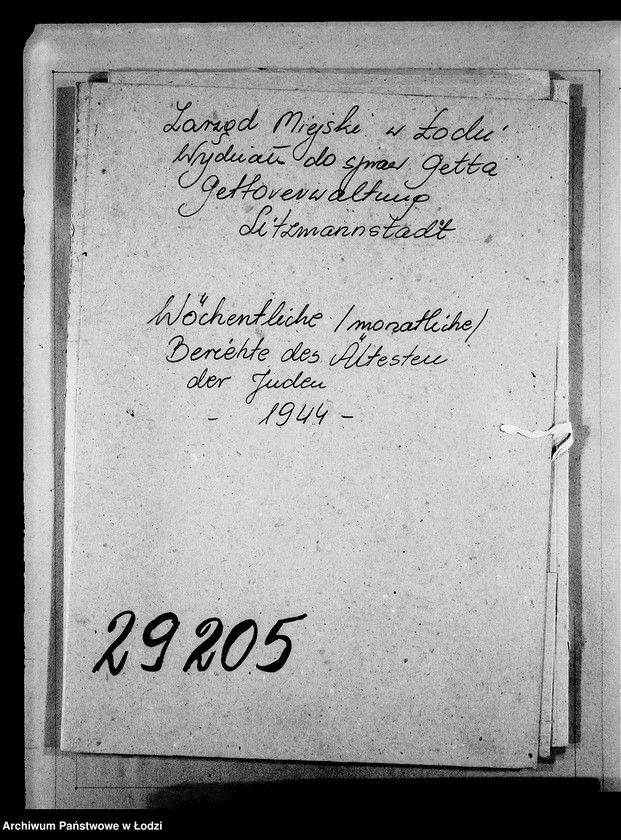 Zarząd Miejski w Łodzi
Wydział do spraw Getta
Gettoverwaltung
Litzmannstadt
Wöchentliche /monatliche/
Berichte des Ältesten
der Juden
- 1944 -
29205
Archiwum Państwowe w Łodzi